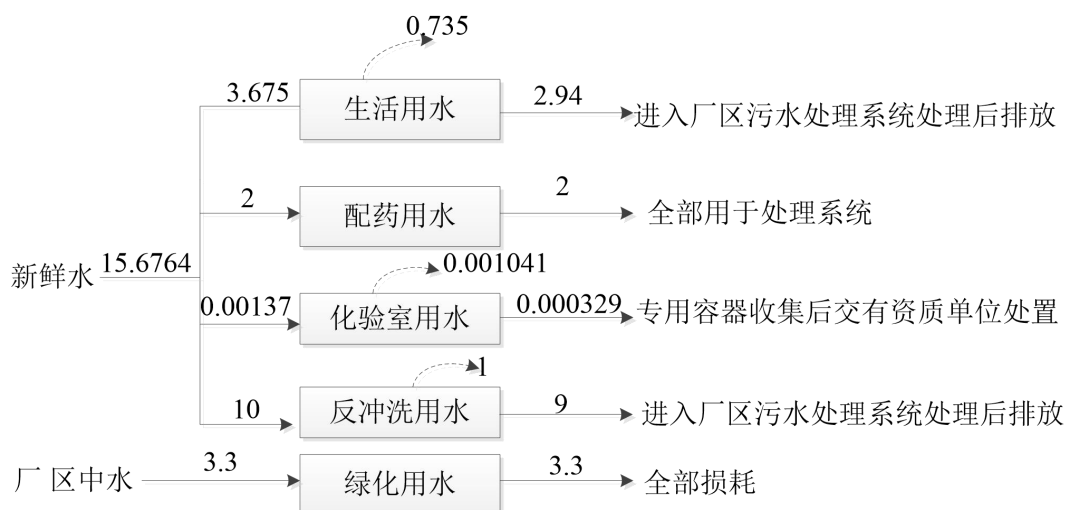 0.735
3.675
生活用水
2.94
进入厂区污水处理系统处理后排放
2
配药用水
2
全部用于处理系统
新鲜水
15.6764
0.001041
0.00137
化验室用水
0.000329
专用容器收集后交有资质单位处置
1
10
反冲洗用水
9
进入厂区污水处理系统处理后排放
厂区中水
3.3
绿化用水
3.3
全部损耗